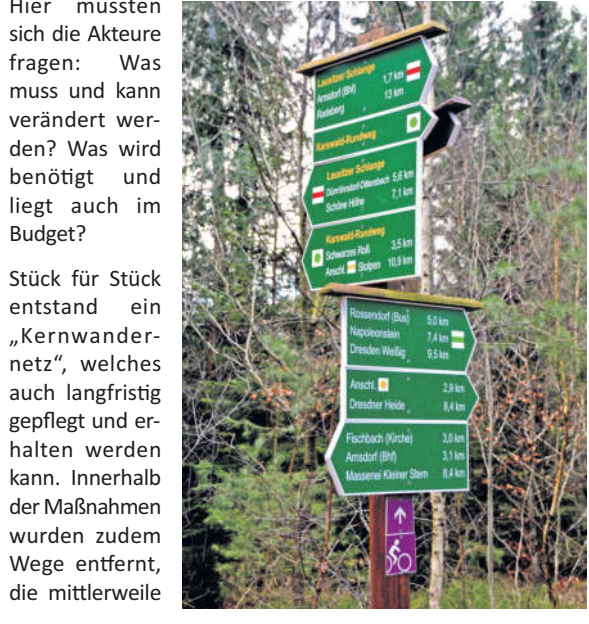 Hier mussten
sich die Akteure
fragen: Was
muss und kann
verändert wer-
den? Was wird
benötigt und
liegt auch im
Budget?
Stück für Stück
entstand ein
„Kernwander-
netz“, welches
auch langfristig
gepflegt und er-
halten werden
kann. Innerhalb
der Maßnahmen
wurden zudem
Wege entfernt,
die mittlerweile
Lausitzer Schlange
Arnsdorf (Bhf) 1,7 km
Radeberg 13 km
Karswald-Rundweg
Lausitzer Schlange
Dürrröhrsdorf-Dittersbach 5,6 km
Schöne Höhe 7,1 km
Karswald-Rundweg
Schwarzes Roß 3,5 km
Anschl. Stolpen 10,9 km
Rossendorf (Bus) 5,0 km
Napoleonstein 7,4 km
Dresden Weißig 9,5 km
Anschl. 2,9 km
Dresdner Heide 8,4 km
Fischbach (Kirche) 3,0 km
Arnsdorf (Bhf) 3,1 km
Massenei Kleiner Stern 8,4 km